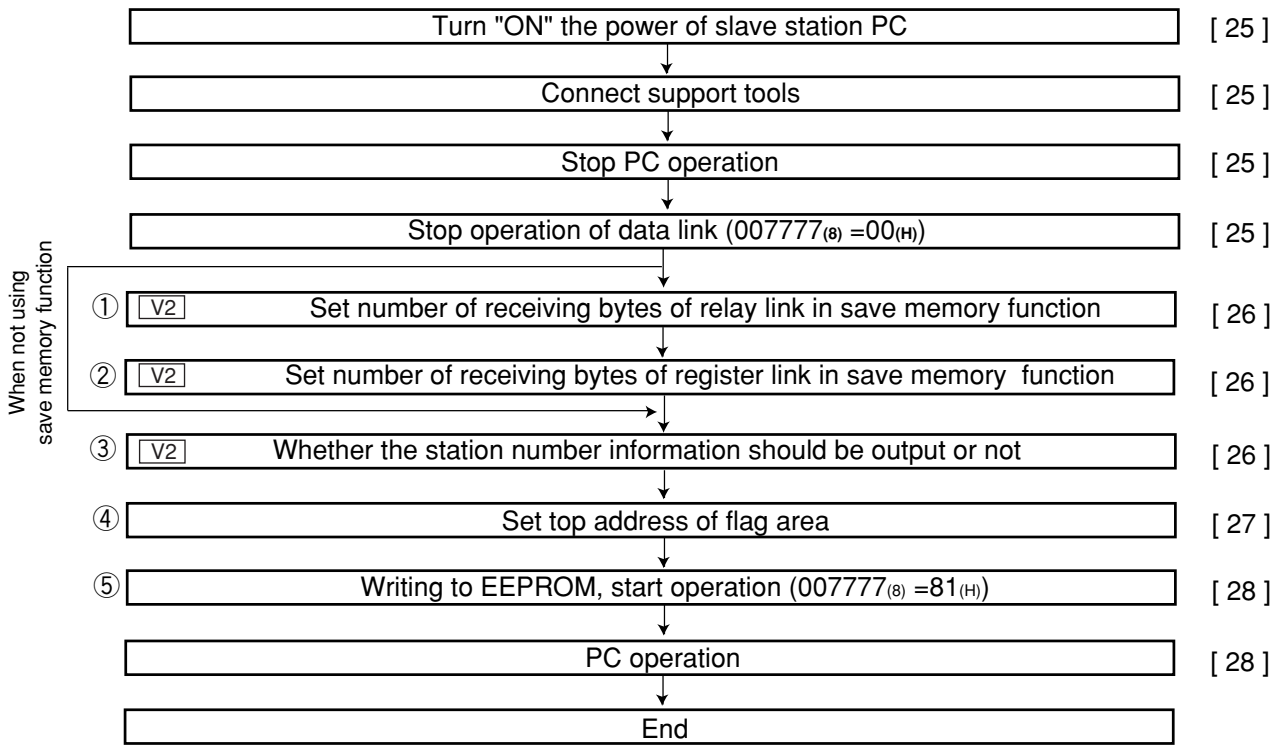 Turn "ON" the power of slave station PC [ 25 ]
Connect support tools [ 25 ]
Stop PC operation [ 25 ]
Stop operation of data link (007777(8) =00(H)) [ 25 ]
When not using
save memory function
① V2 Set number of receiving bytes of relay link in save memory function [ 26 ]
② V2 Set number of receiving bytes of register link in save memory function [ 26 ]
③ V2 Whether the station number information should be output or not [ 26 ]
④ Set top address of flag area [ 27 ]
⑤ Writing to EEPROM, start operation (007777(8) =81(H)) [ 28 ]
PC operation [ 28 ]
End